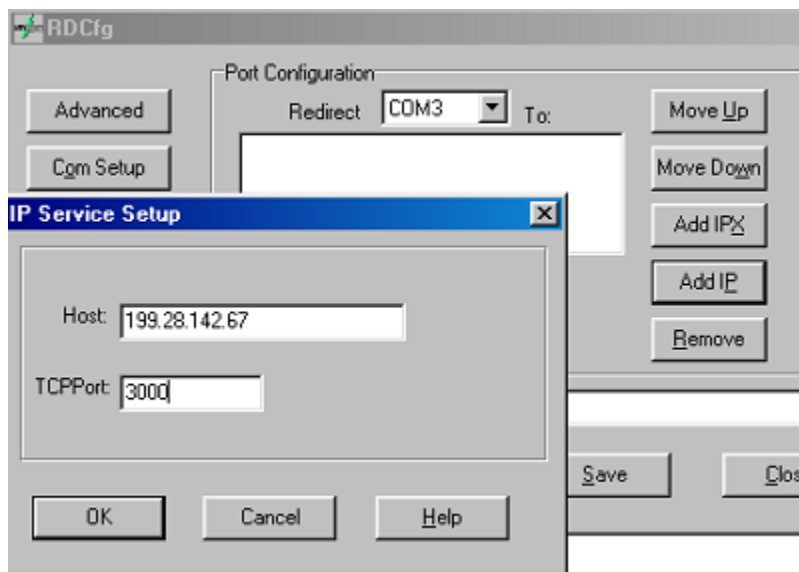 RDCfg
Port Configuration
Advanced
Redirect COM3 To:
Move Up
Com Setup
Move Down
IP Service Setup
Add IPX
Host: 199.28.142.67
Add IP
TCPPort: 3000
Remove
Save
Clos
OK
Cancel
Help